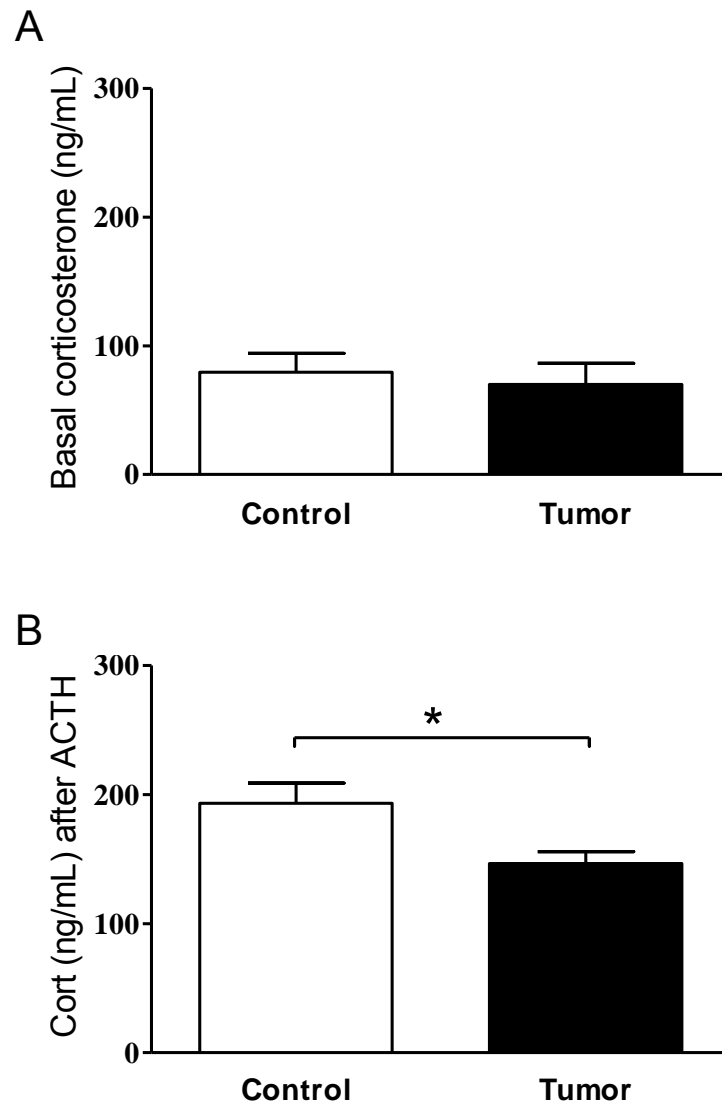 A
Basal corticosterone (ng/mL)
300
200
100
0
Control Tumor
B
Cort (ng/mL) after ACTH
300
*
200
100
0
Control Tumor